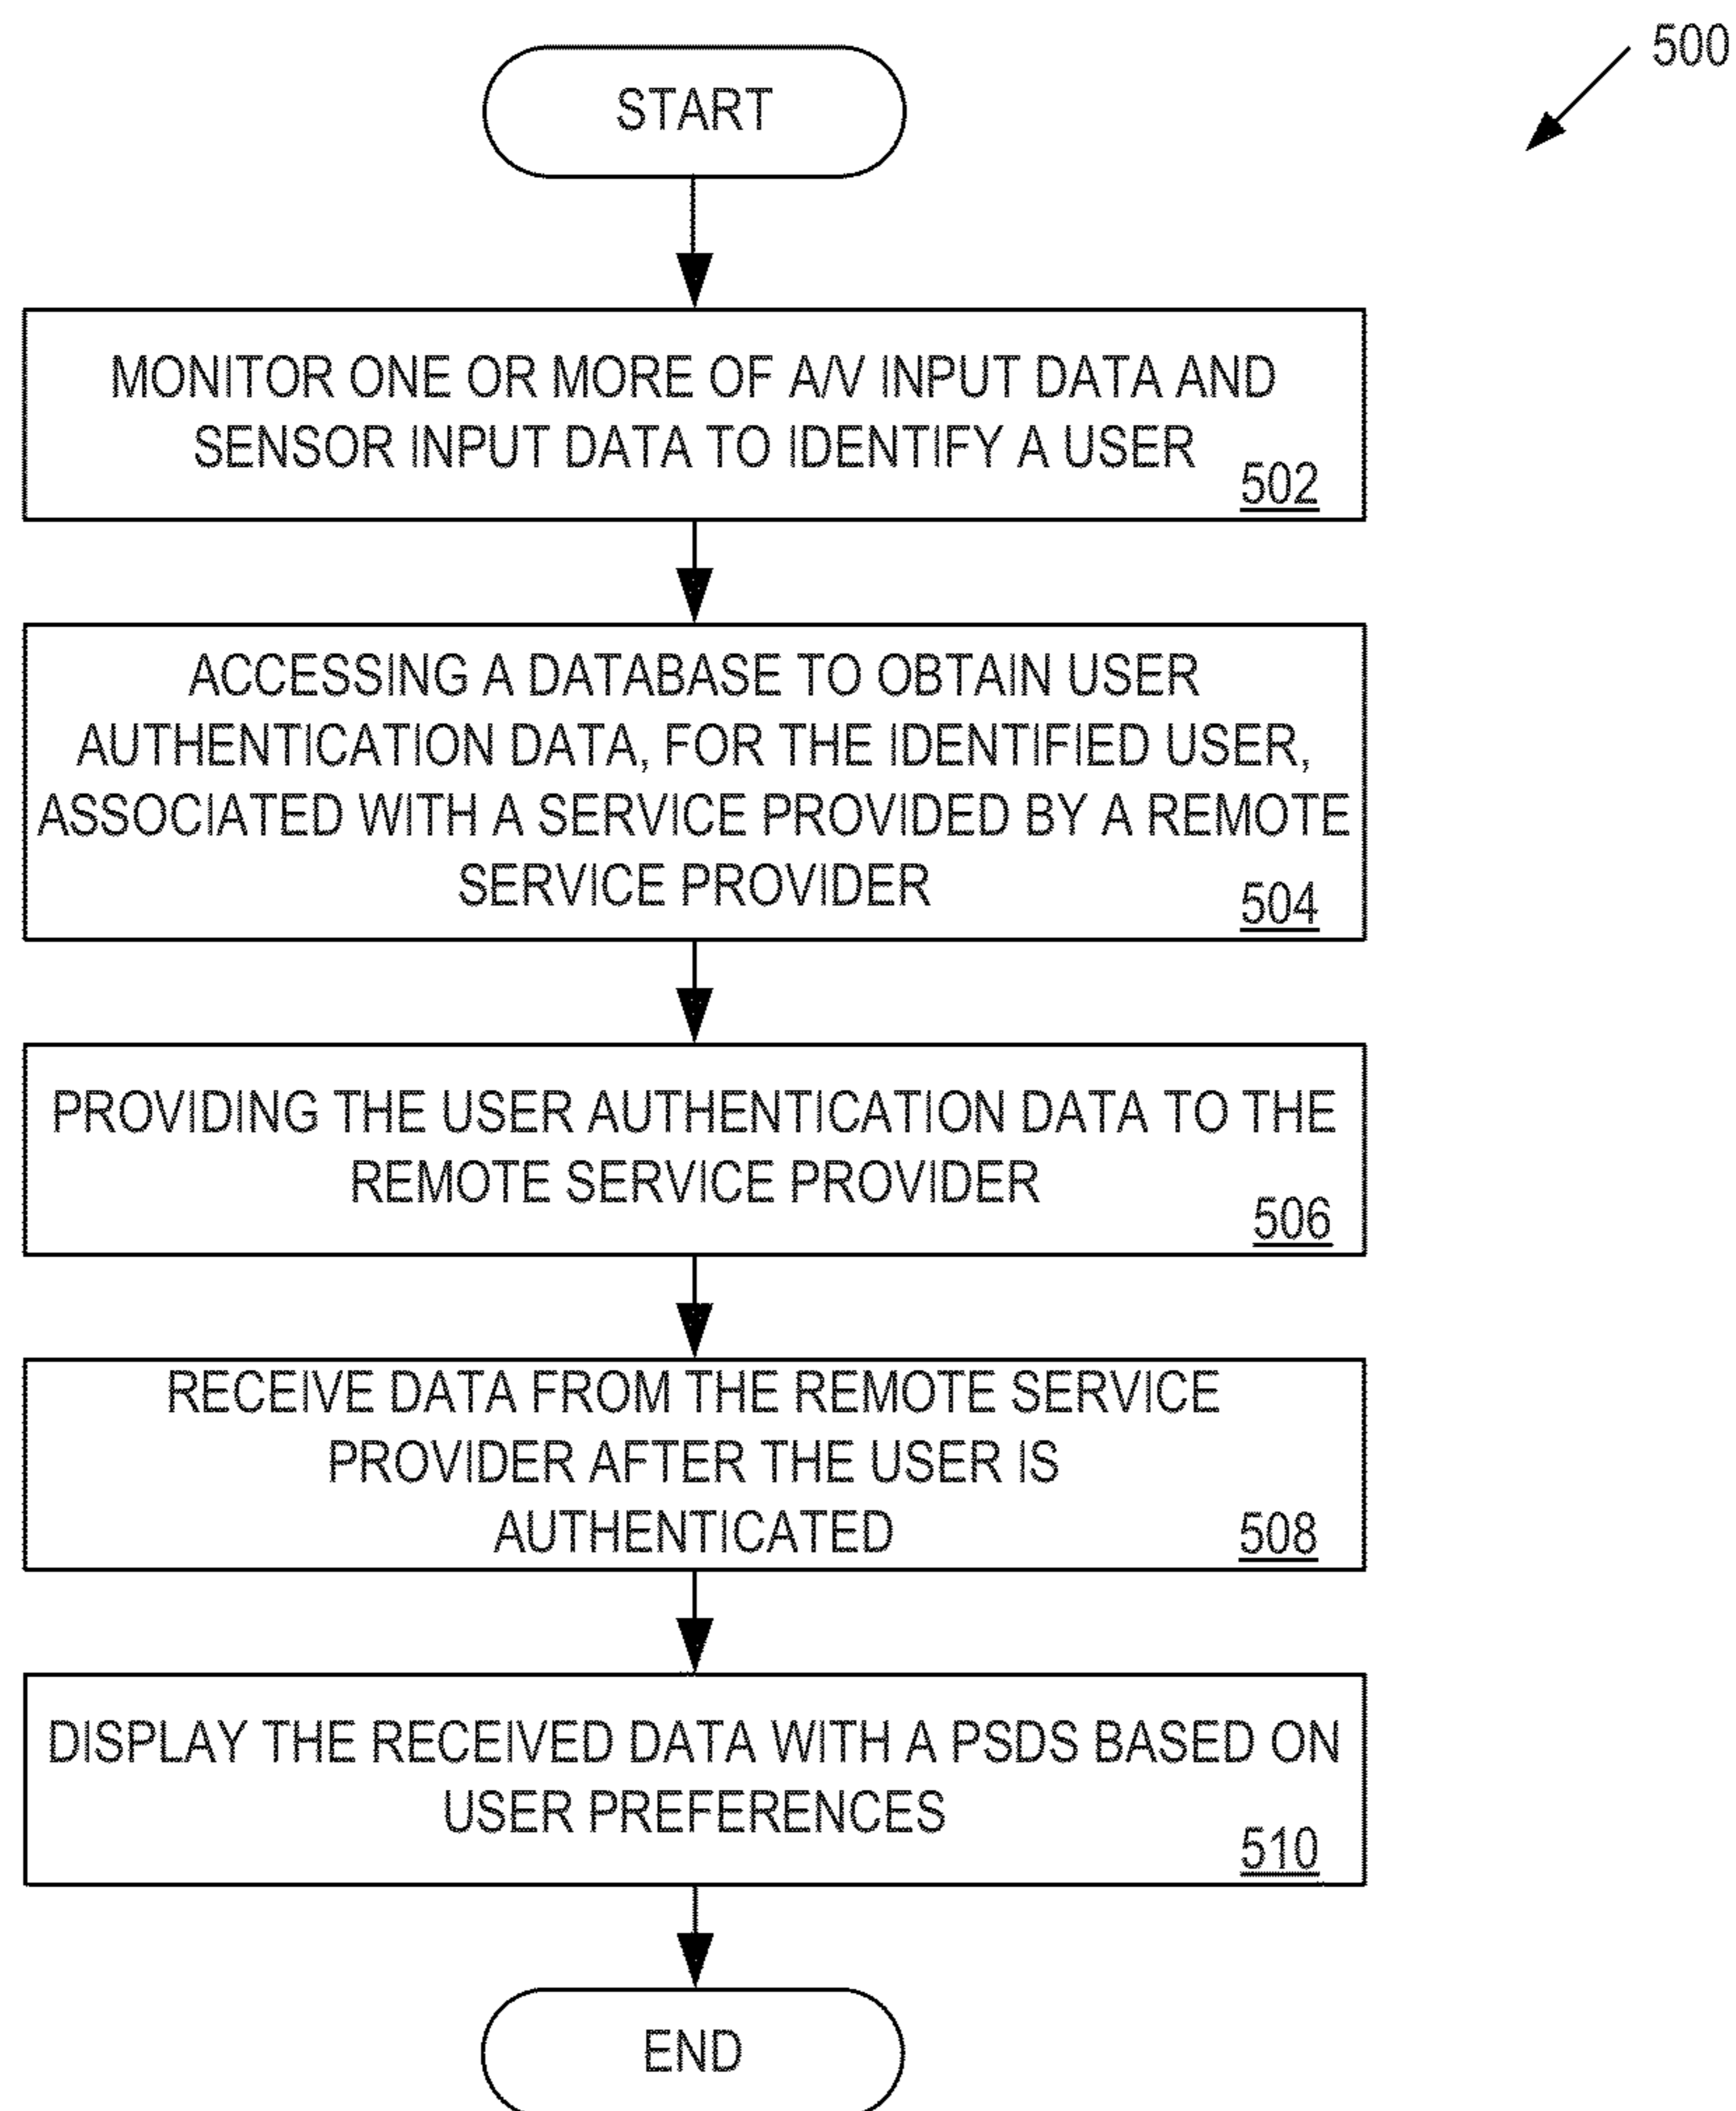 500
START
MONITOR ONE OR MORE OF A/V INPUT DATA AND
SENSOR INPUT DATA TO IDENTIFY A USER
502
ACCESSING A DATABASE TO OBTAIN USER
AUTHENTICATION DATA, FOR THE IDENTIFIED USER,
ASSOCIATED WITH A SERVICE PROVIDED BY A REMOTE
SERVICE PROVIDER
504
PROVIDING THE USER AUTHENTICATION DATA TO THE
REMOTE SERVICE PROVIDER
506
RECEIVE DATA FROM THE REMOTE SERVICE
PROVIDER AFTER THE USER IS
AUTHENTICATED
508
DISPLAY THE RECEIVED DATA WITH A PSDS BASED ON
USER PREFERENCES
510
END